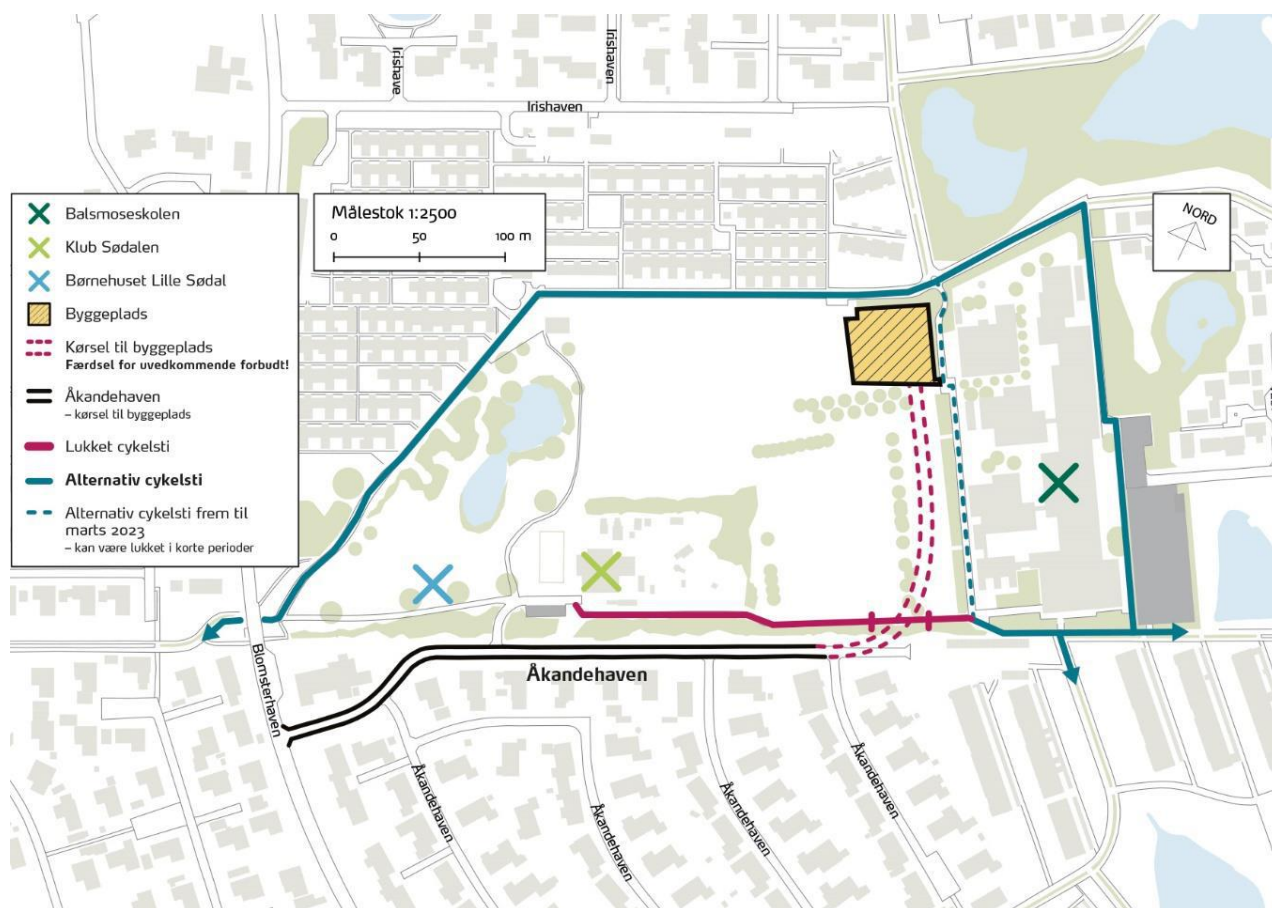 Irishave
Irishaven
Irishaven
Balsmoseskolen
Klub Sødalen
Børnehuset Lille Sødal
Byggeplads
Kørsel til byggeplads
Færdsel for uvedkommende forbudt!
Åkandehaven
– kørsel til byggeplads
Lukket cykelsti
Alternativ cykelsti
Alternativ cykelsti frem til
marts 2023
– kan være lukket i korte perioder
Målestok 1:2500
0 50 100 m
NORD
Blomsterhaven
Åkandehaven
Åkandehaven
Åkandehaven
Åkandehaven
Åkandehaven